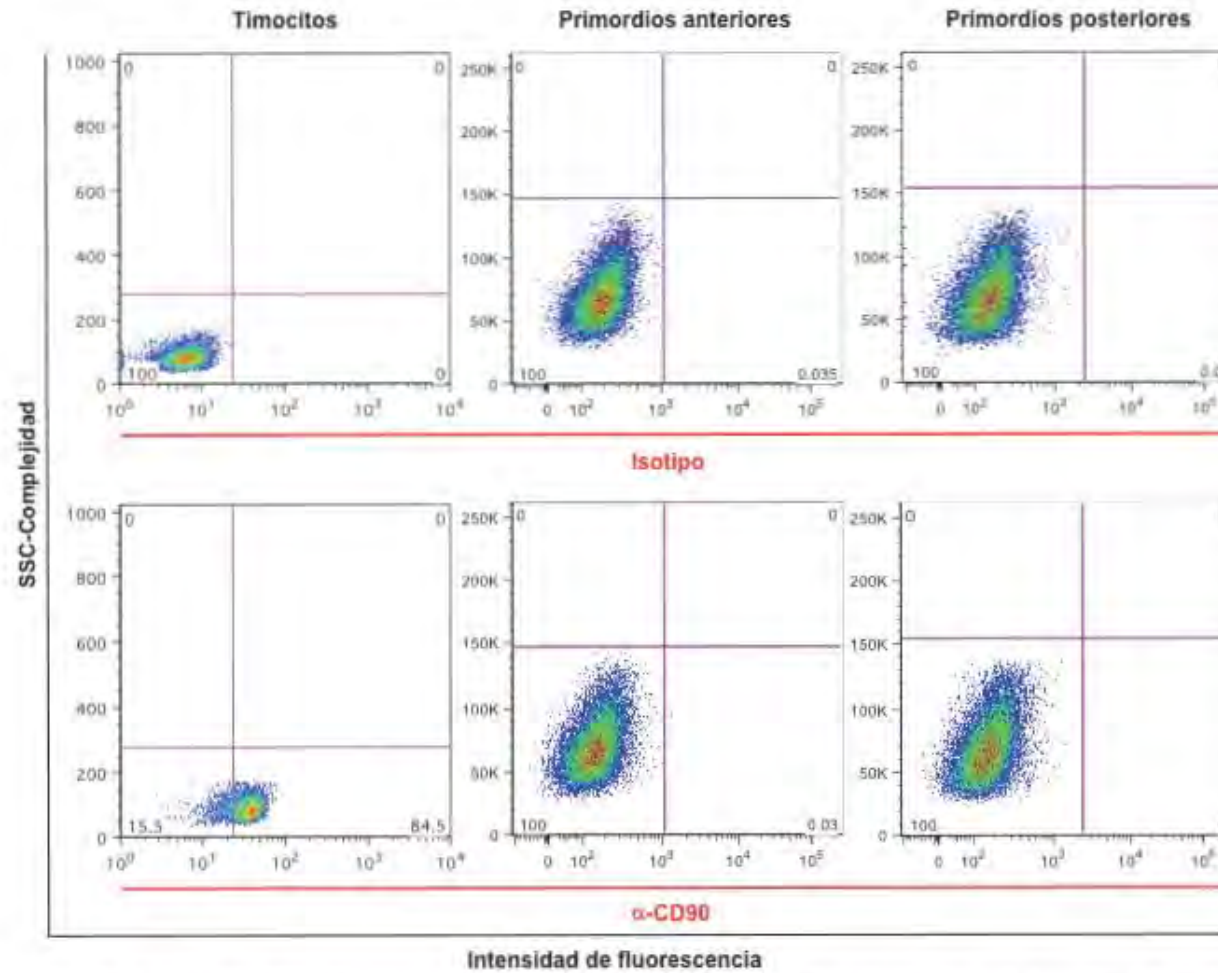 Timocitos Primordios anteriores Primordios posteriores
1000 0 0 250K 0 0 250K 0
800 200K 200K
600 150K 150K
400 100K 100K
200 50K 50K
0 100 0 0 100 0.035 0 100
10⁰ 10¹ 10² 10³ 10⁴ 0 10² 10³ 10⁴ 10⁵ 0 10² 10³ 10⁴
Isotipo
SSC-Complejidad
1000 0 0 250K 0 0 250K 0
800 200K 200K
600 150K 150K
400 100K 100K
200 50K 50K
0 15.5 84.5 0 100 0.03 0 100
10⁰ 10¹ 10² 10³ 10⁴ 0 10² 10³ 10⁴ 10⁵ 0 10² 10³ 10⁴
α-CD90
Intensidad de fluorescencia